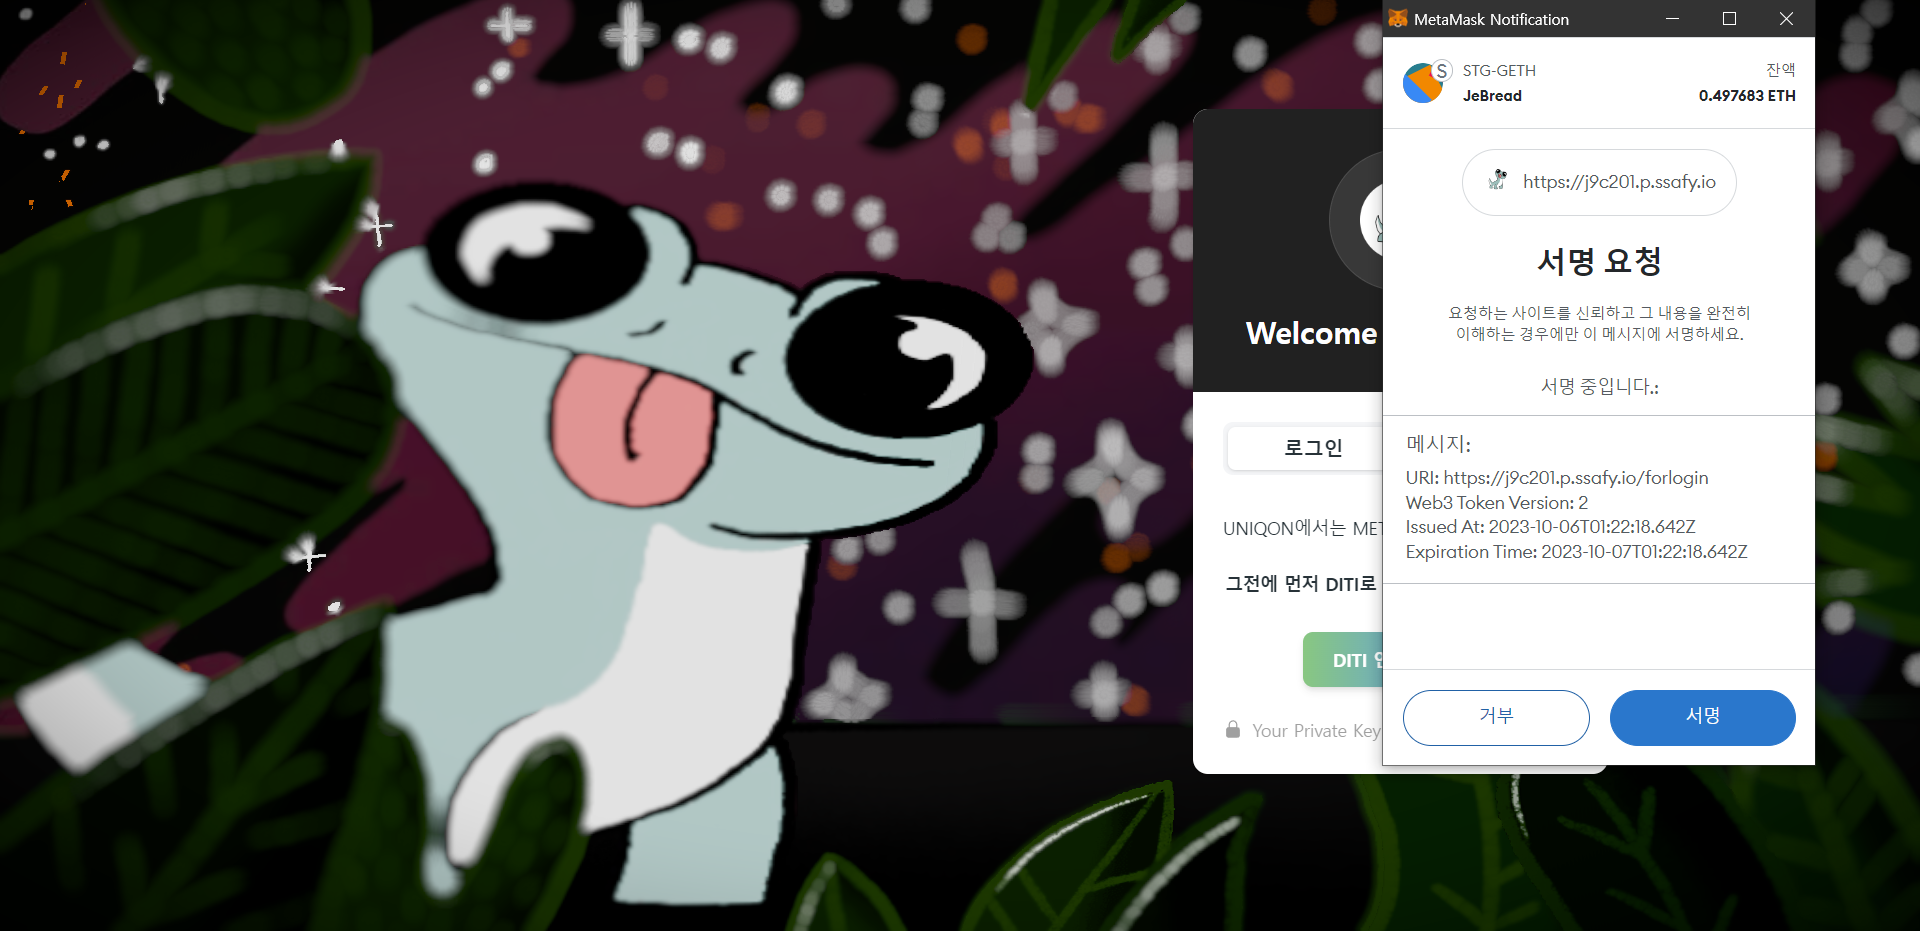 MetaMask Notification
S
STG-GETH
잔액
JeBread
0.497683 ETH
https://j9c201.p.ssafy.io
서명 요청
요청하는 사이트를 신뢰하고 그 내용을 완전히
이해하는 경우에만 이 메시지에 서명하세요.
서명 중입니다.:
메시지:
URI: https://j9c201.p.ssafy.io/forlogin
Web3 Token Version: 2
Issued At: 2023-10-06T01:22:18.642Z
Expiration Time: 2023-10-07T01:22:18.642Z
거부
서명
Welcome
로그인
UNIQON에서는 MET
그전에 먼저 DITI로
DITI
Your Private Key